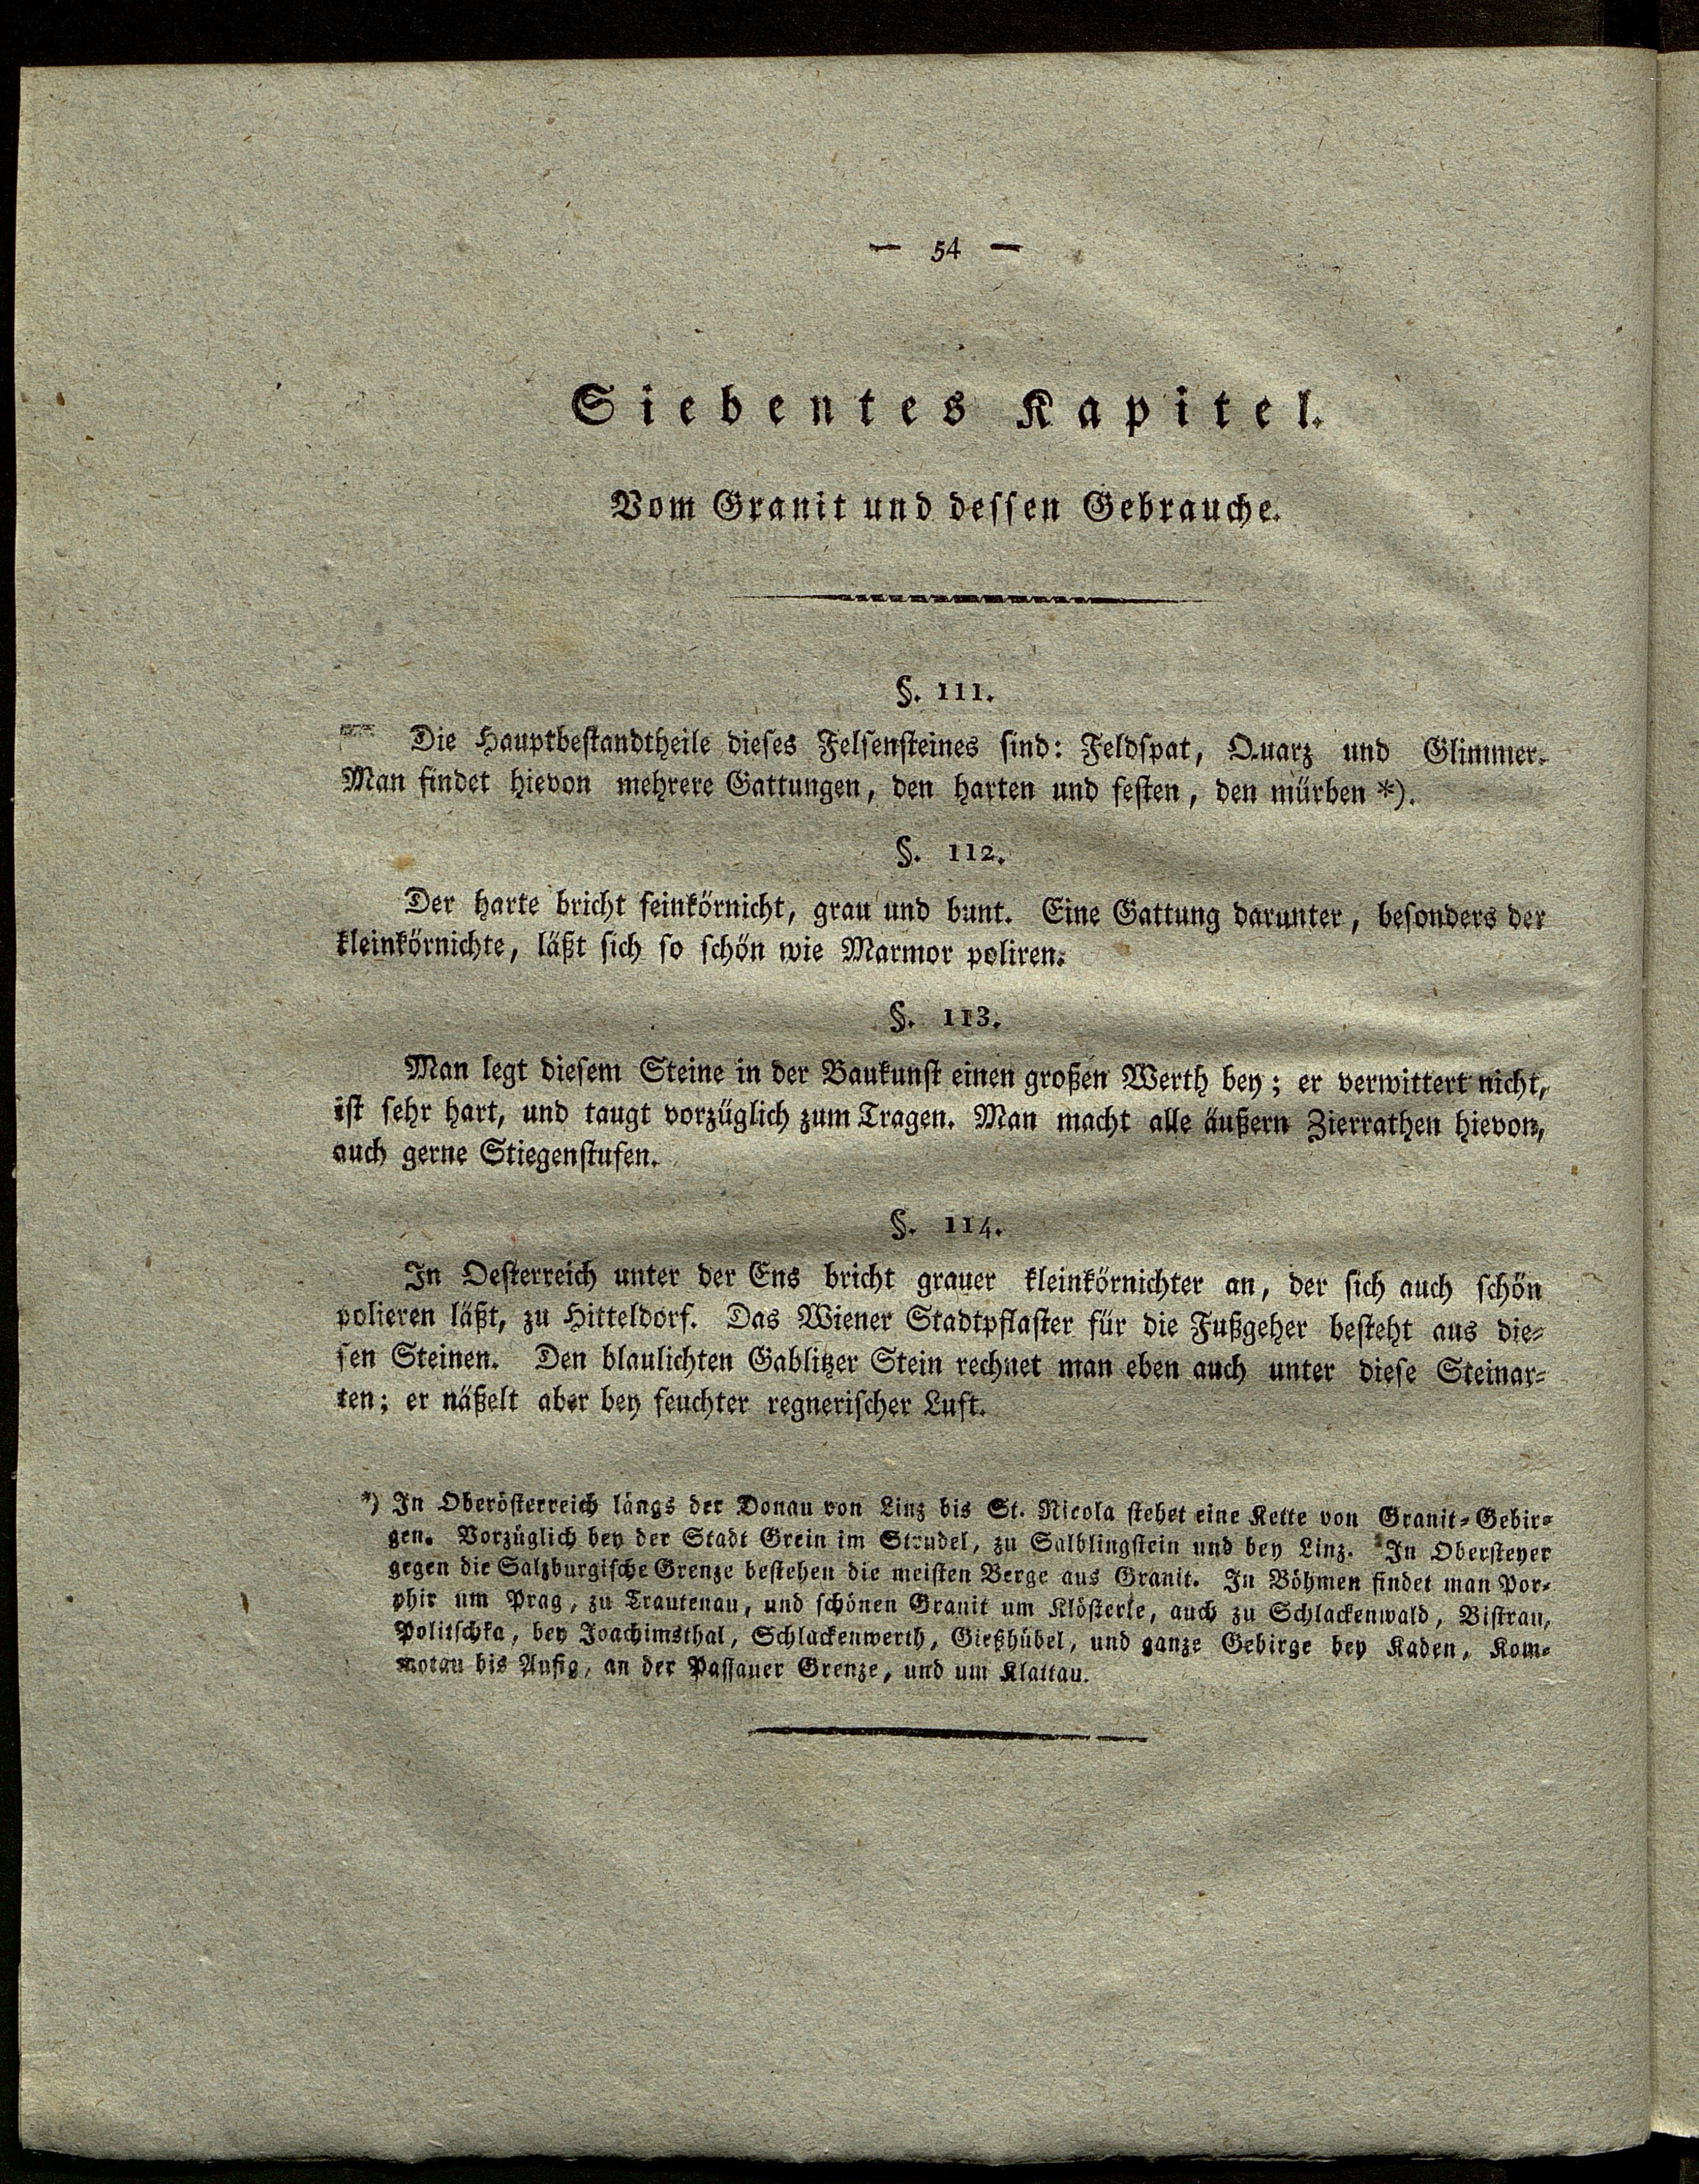 — 54 —
Siebentes Kapitel.
Vom Granit und dessen Gebrauche.
§. 111.
Die Hauptbestandtheile dieses Felsensteines sind: Feldspat, Quarz und Glimmer.
Man findet hievon mehrere Gattungen, den harten und festen, den mürben *).
§. 112.
Der harte bricht feinkörnicht, grau und bunt. Eine Gattung darunter, besonders der
kleinkörnichte, läßt sich so schön wie Marmor poliren.
§. 113.
Man legt diesem Steine in der Baukunst einen großen Werth bey; er verwittert nicht,
ist sehr hart, und taugt vorzüglich zum Tragen. Man macht alle äußern Zierrathen hievon,
auch gerne Stiegenstufen.
§. 114.
In Oesterreich unter der Ens bricht grauer kleinkörnichter an, der sich auch schön
polieren läßt, zu Hitteldorf. Das Wiener Stadtpflaster für die Fußgeher besteht aus die-
sen Steinen. Den blaulichten Gablitzer Stein rechnet man eben auch unter diese Steinar-
ten; er näßelt aber bey feuchter regnerischer Luft.
*) In Oberösterreich längs der Donau von Linz bis St. Nicola stehet eine Kette von Granit-Gebir-
gen. Vorzüglich bey der Stadt Grein im Strudel, zu Salblingstein und bey Linz. In Obersteyer
gegen die Salzburgische Grenze bestehen die meisten Berge aus Granit. In Böhmen findet man Por-
phir um Prag, zu Trautenau, und schönen Granit um Klösterle, auch zu Schlackenwald, Bistrau,
Politschka, bey Joachimsthal, Schlackenwerth, Gießhübel, und ganze Gebirge bey Kaden, Kom-
motau bis Aufig, an der Passauer Grenze, und um Klattau.